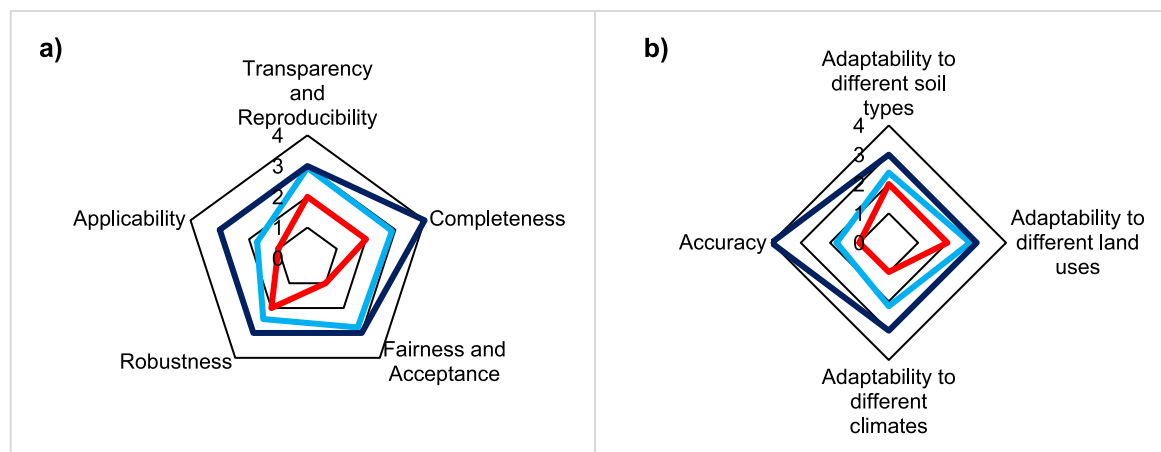 a)
Transparency
and
Reproducibility
4
3
2
1
0
Applicability
Completeness
Robustness
Fairness and
Acceptance
b)
Adaptability to
different soil
types
4
3
2
1
0
Accuracy
Adaptability to
different land
uses
Adaptability to
different
climates